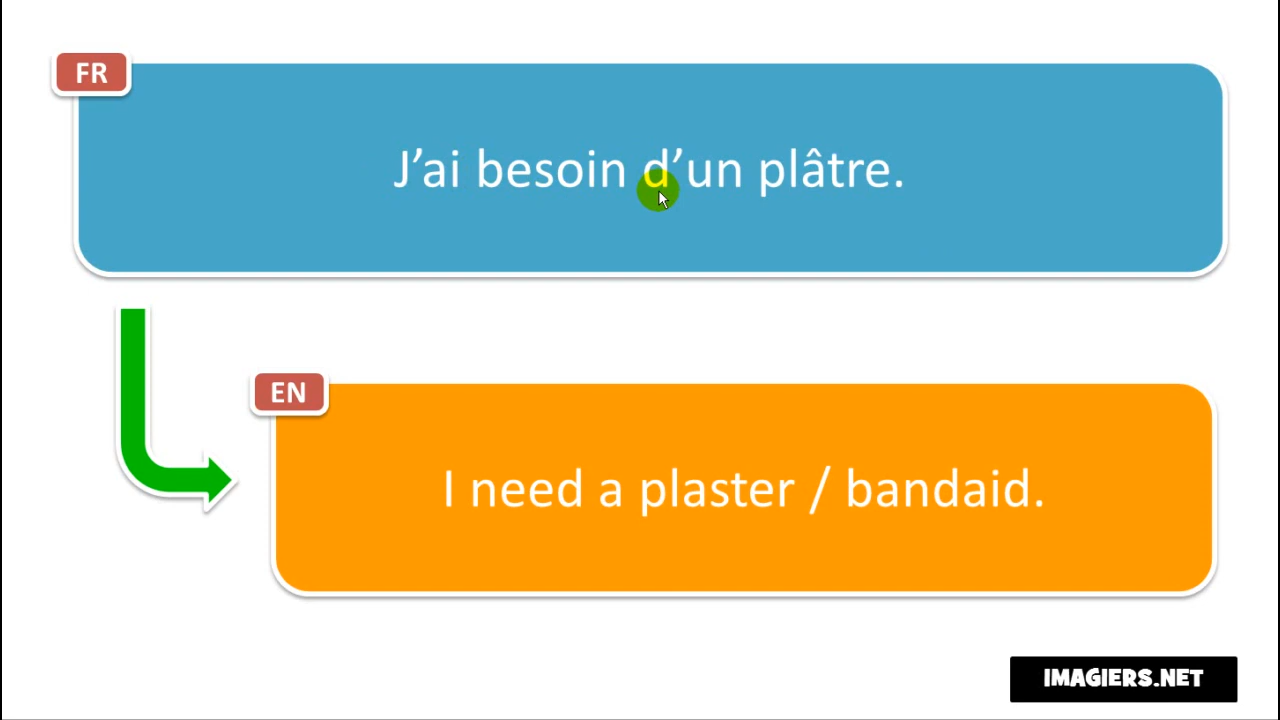 FR
J’ai besoin d’un plâtre.
EN
I need a plaster / bandaid.
IMAGIERS.NET